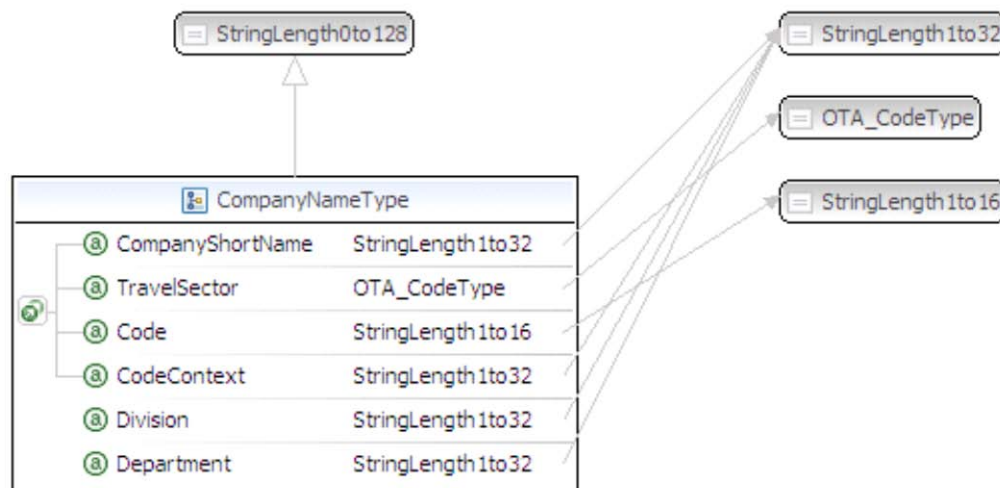 StringLength0to128
StringLength1to32
OTA_CodeType
StringLength1to16
CompanyNameType
CompanyShortName StringLength1to32
TravelSector OTA_CodeType
Code StringLength1to16
CodeContext StringLength1to32
Division StringLength1to32
Department StringLength1to32